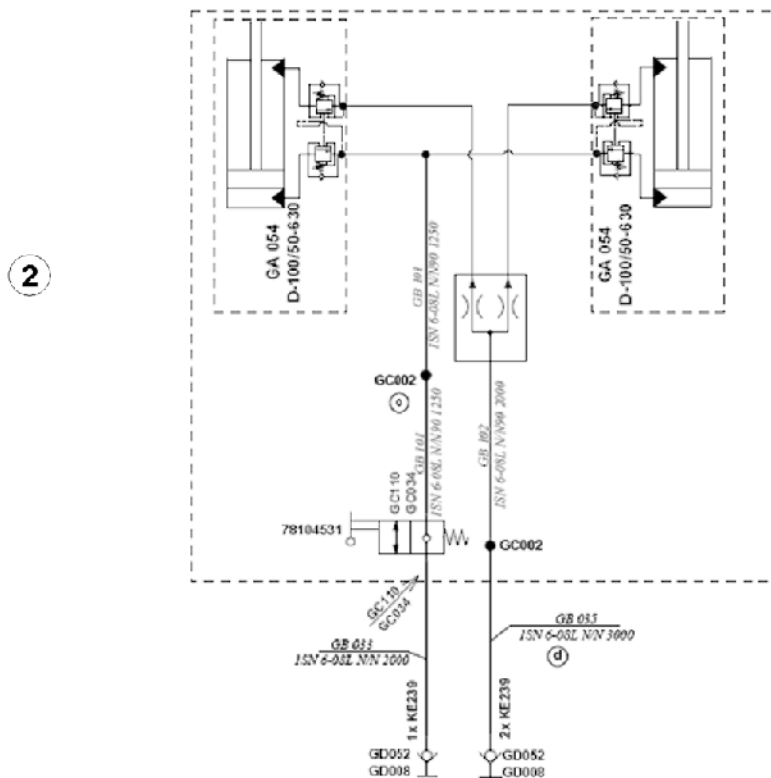 GA 054
D-100/50-630
GA 054
D-100/50-630
2
GB 101
1SN 6-08L N/N90 1250
GC002
c
GB 101
1SN 6-08L N/N90 1250
GB 102
1SN 6-08L N/N90 2000
GC110
GC034
78104531
GC002
GC110
GC034
GB 033
1SN 6-08L N/N 2000
GB 035
1SN 6-08L N/N 3000
d
1x KE239
2x KE239
GD052
GD008
GD052
GD008